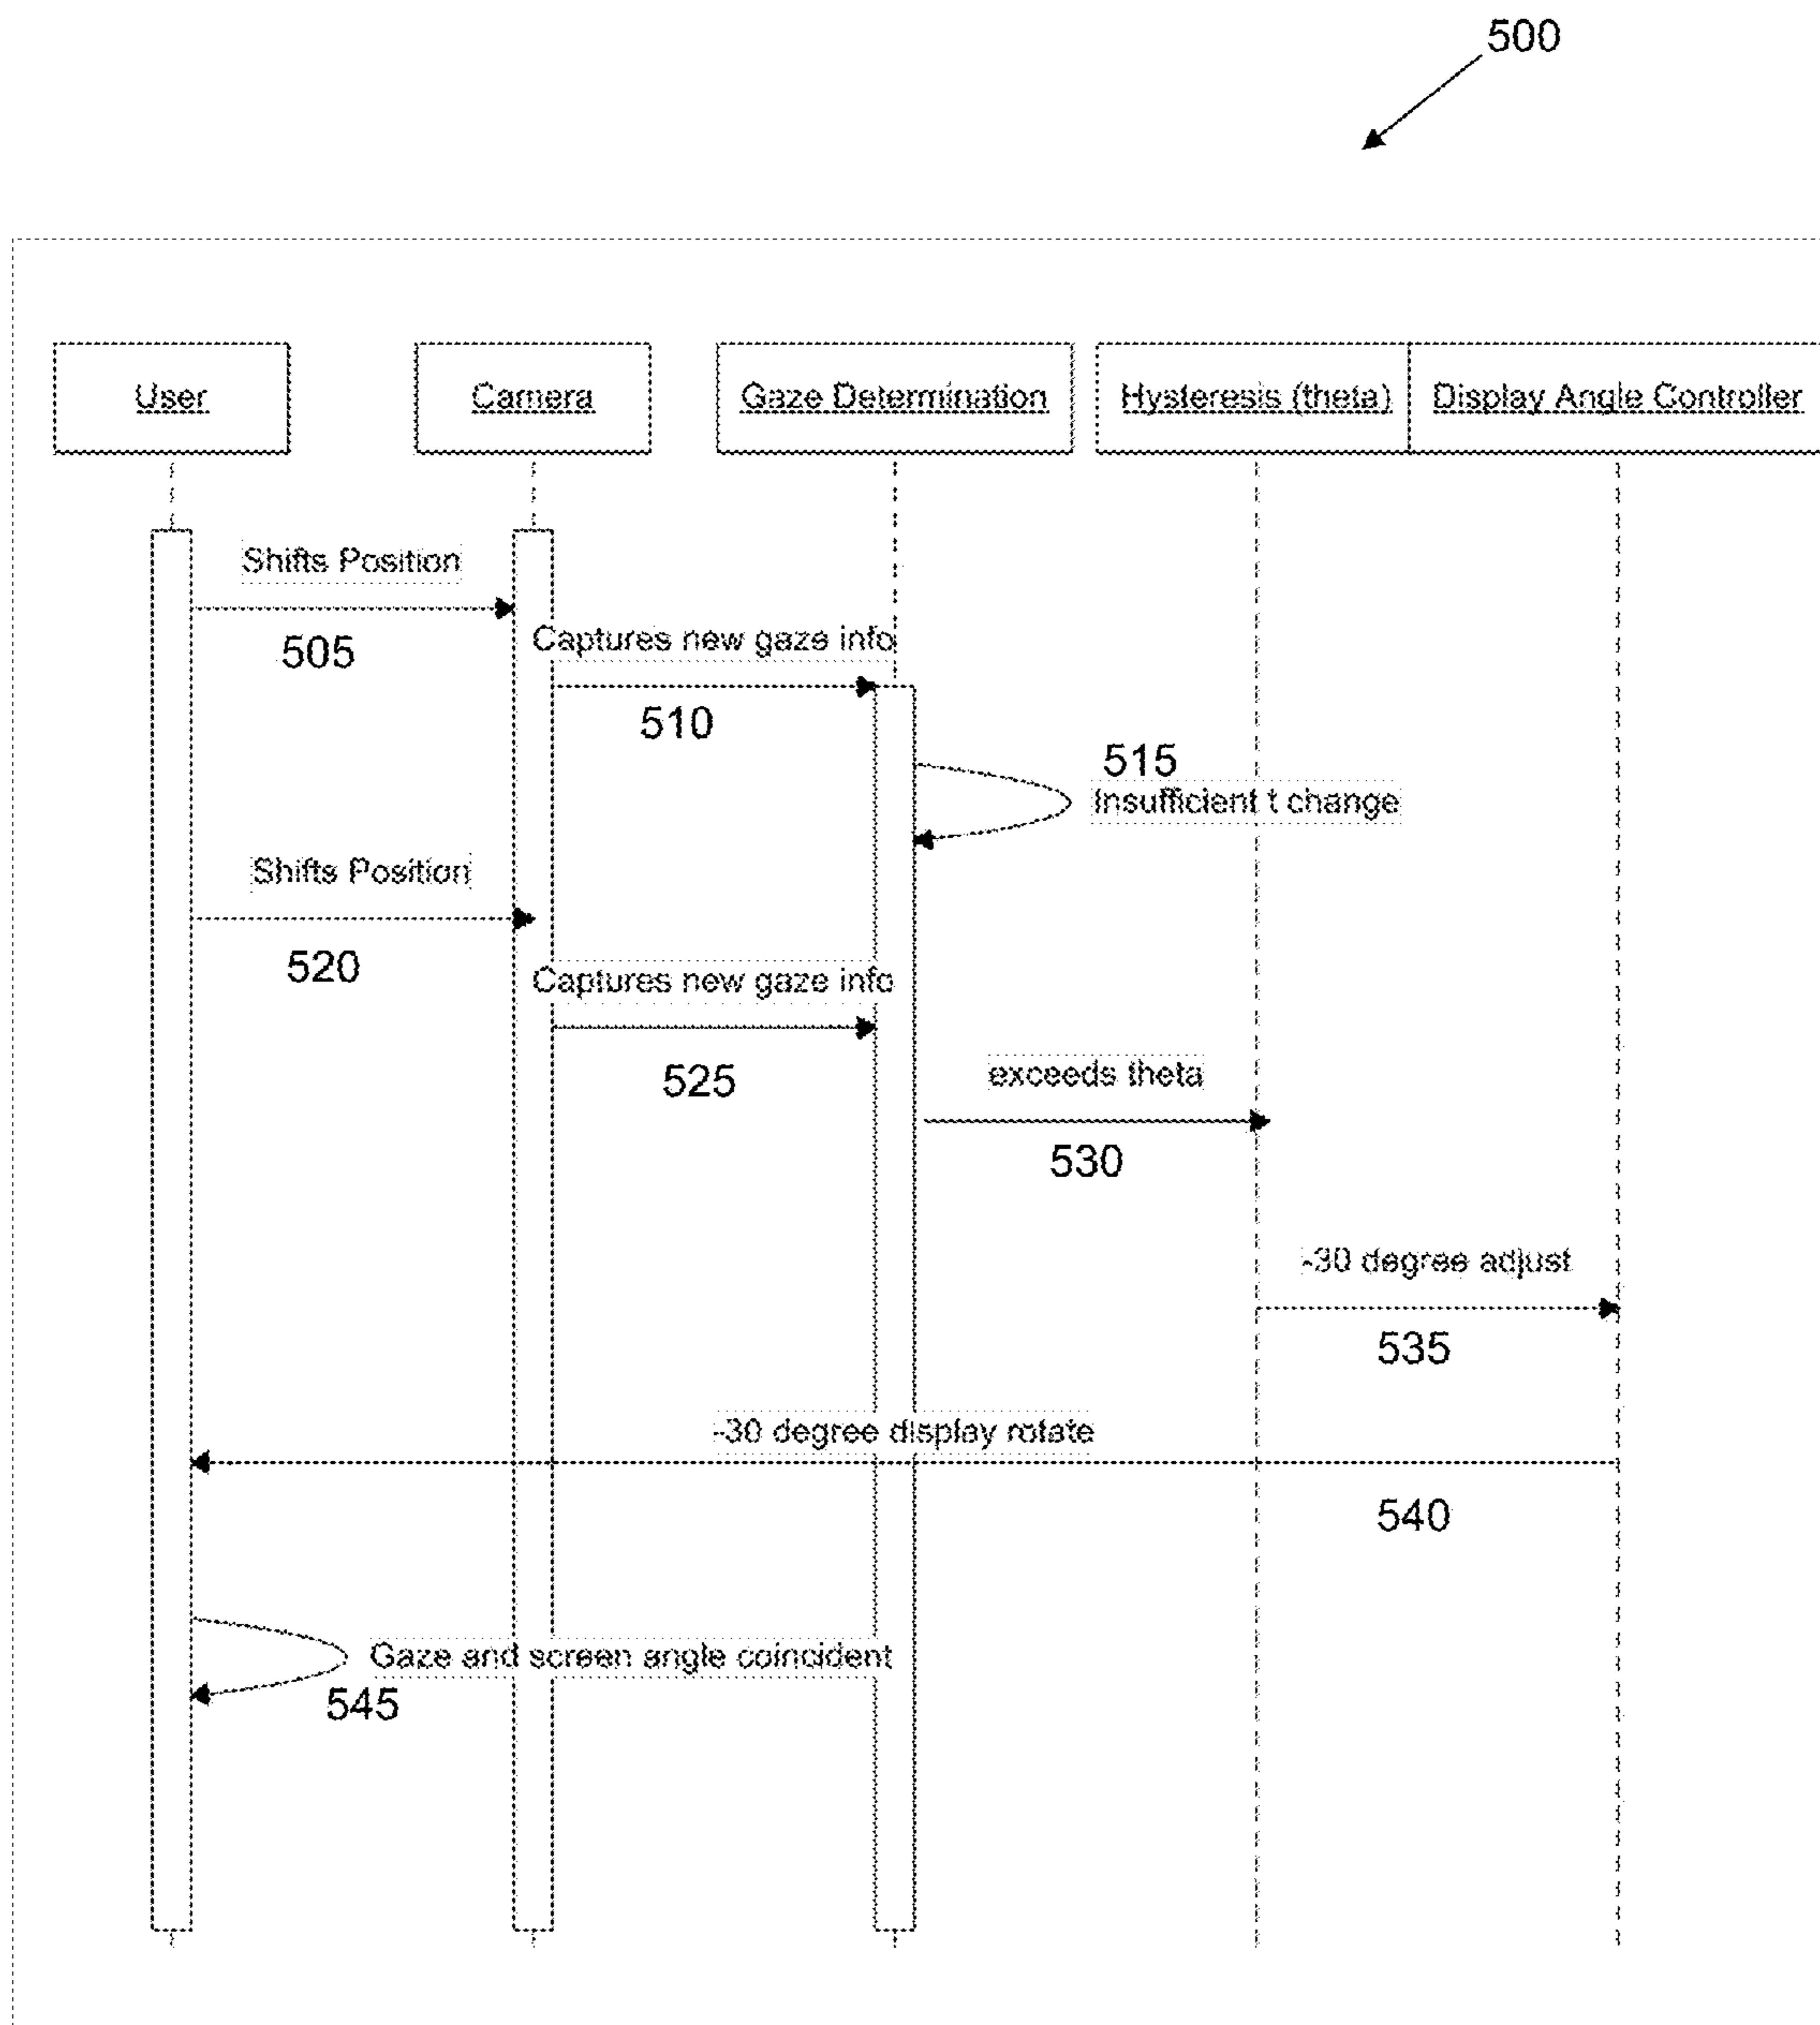 500
User
Camera
Gaze Determination
Hysteresis (theta)
Display Angle Controller
Shifts Position
505
Captures new gaze info
510
515
Insufficient t change
Shifts Position
520
Captures new gaze info
525
exceeds theta
530
-30 degree adjust
535
-30 degree display rotate
540
Gaze and screen angle coincident
545